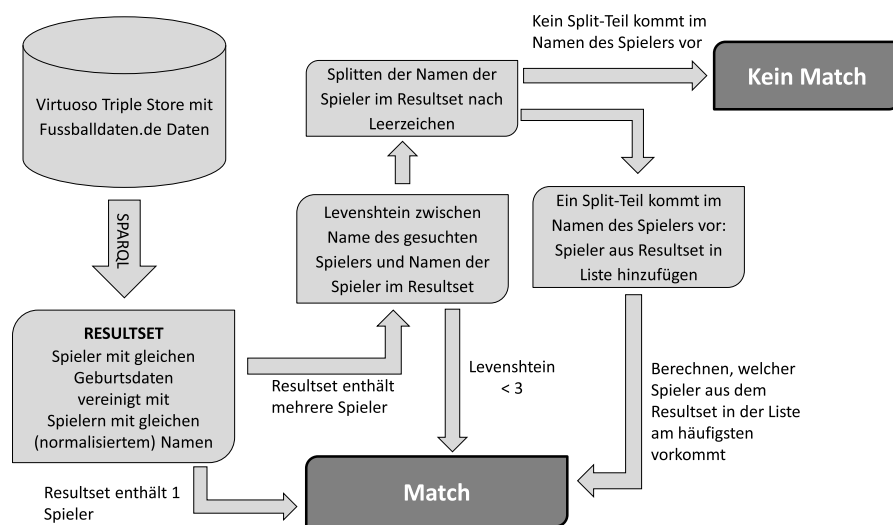 Kein Split-Teil kommt im
Namen des Spielers vor
Kein Match
Splitten der Namen der
Spieler im Resultset nach
Leerzeichen
Virtuoso Triple Store mit
Fussballdaten.de Daten
SPARQL
Levenshtein zwischen
Name des gesuchten
Spielers und Namen der
Spieler im Resultset
Ein Split-Teil kommt im
Namen des Spielers vor:
Spieler aus Resultset in
Liste hinzufügen
RESULTSET
Spieler mit gleichen
Geburtsdaten
vereinigt mit
Spielern mit gleichen
(normalisiertem) Namen
Resultset enthält
mehrere Spieler
Levenshtein
< 3
Berechnen, welcher
Spieler aus dem
Resultset in der Liste
am häufigsten
vorkommt
Resultset enthält 1
Spieler
Match